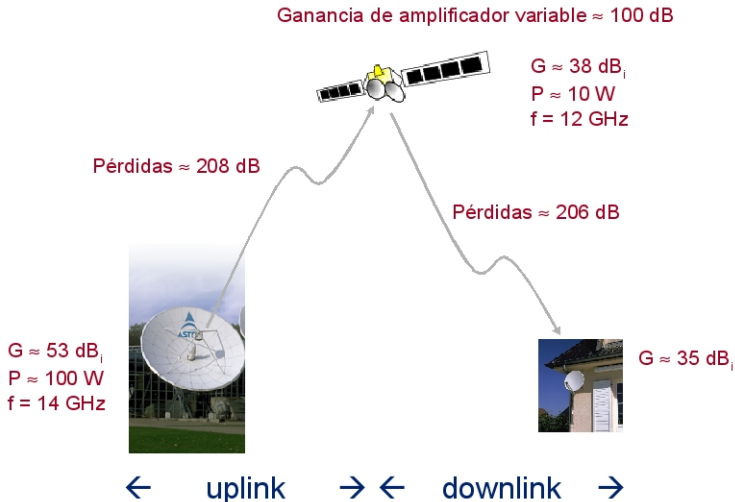 Ganancia de amplificador variable ≈ 100 dB
G ≈ 38 dBi
P ≈ 10 W
f = 12 GHz
Pérdidas ≈ 208 dB
Pérdidas ≈ 206 dB
ASTRA
G ≈ 53 dBi
P ≈ 100 W
f = 14 GHz
G ≈ 35 dBi
← uplink → ← downlink →